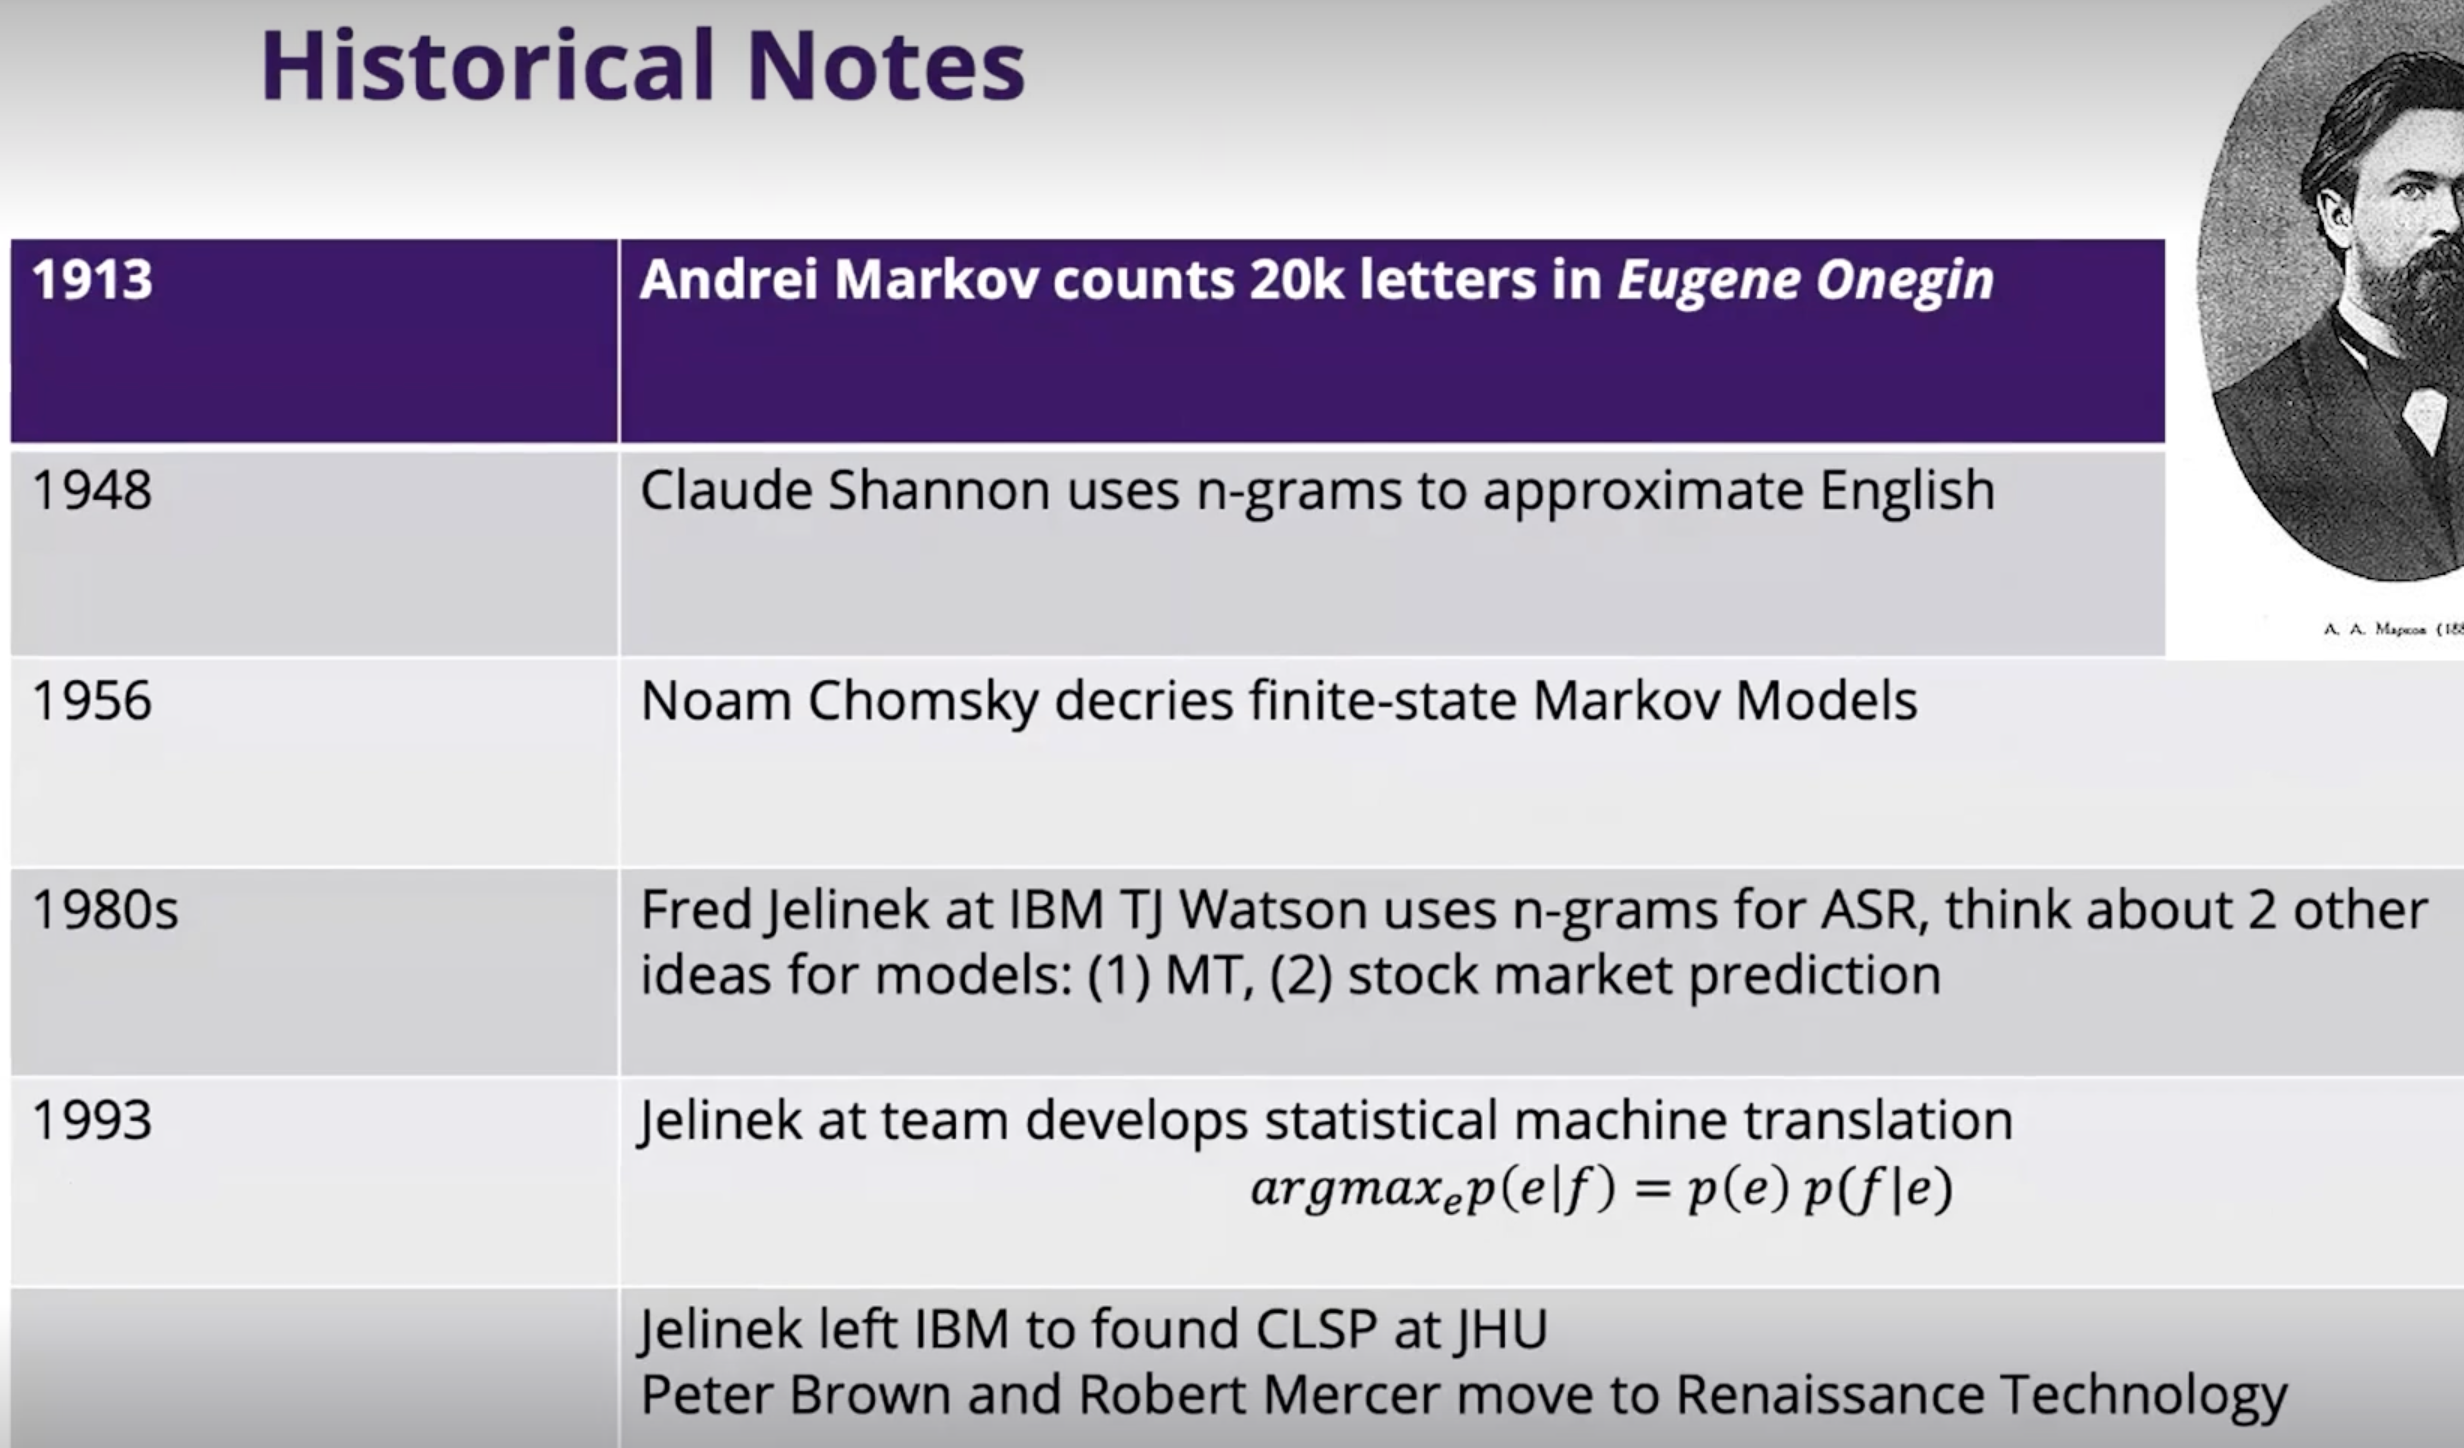 Historical Notes
1913
Andrei Markov counts 20k letters in Eugene Onegin
1948
Claude Shannon uses n-grams to approximate English
А. А. Марков
1956
Noam Chomsky decries finite-state Markov Models
1980s
Fred Jelinek at IBM TJ Watson uses n-grams for ASR, think about 2 other
ideas for models: (1) MT, (2) stock market prediction
1993
Jelinek at team develops statistical machine translation
argmaxₑp(e|f) = p(e) p(f|e)
Jelinek left IBM to found CLSP at JHU
Peter Brown and Robert Mercer move to Renaissance Technology